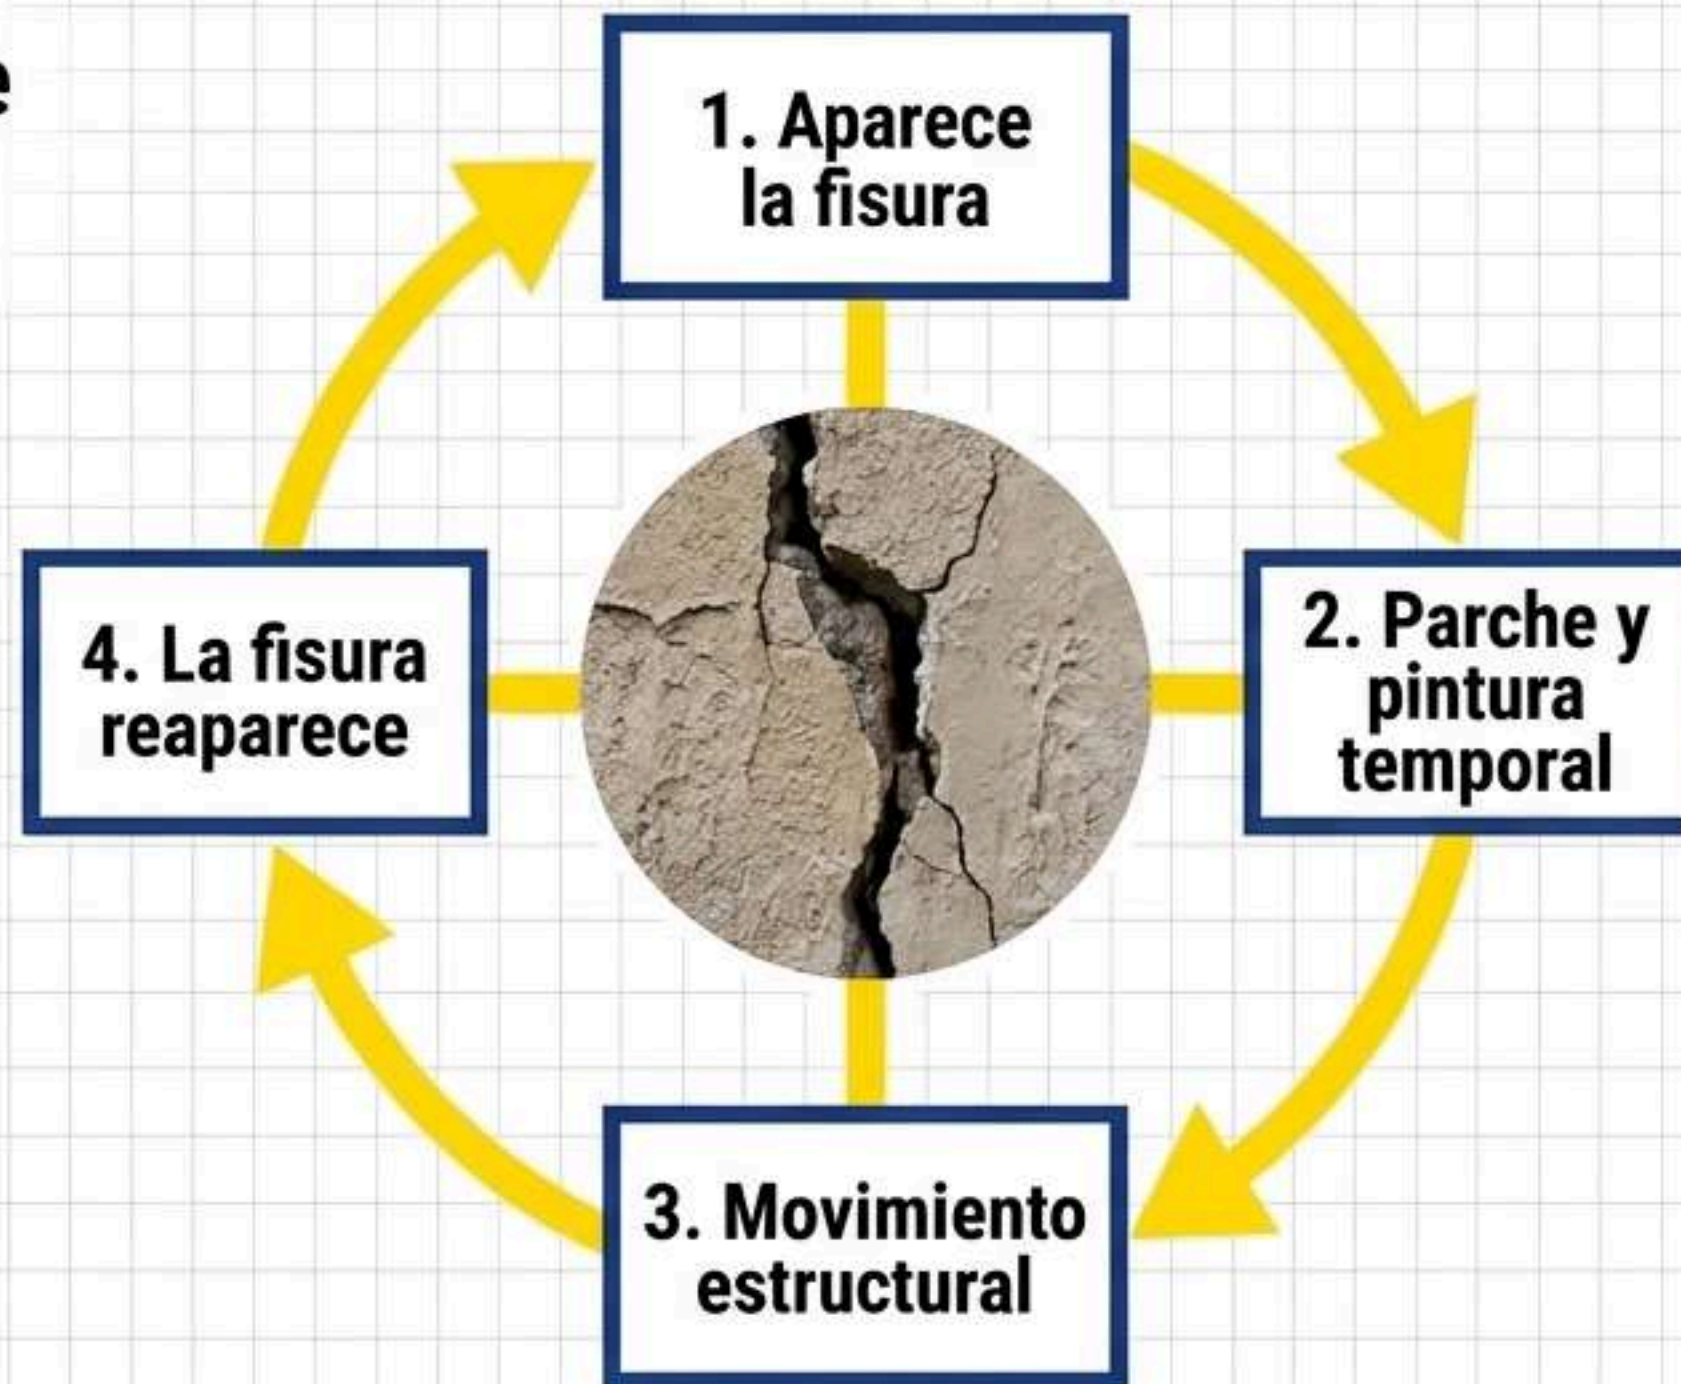 1. Aparece
la fisura
2. Parche y
pintura
temporal
3. Movimiento
estructural
4. La fisura
reaparece